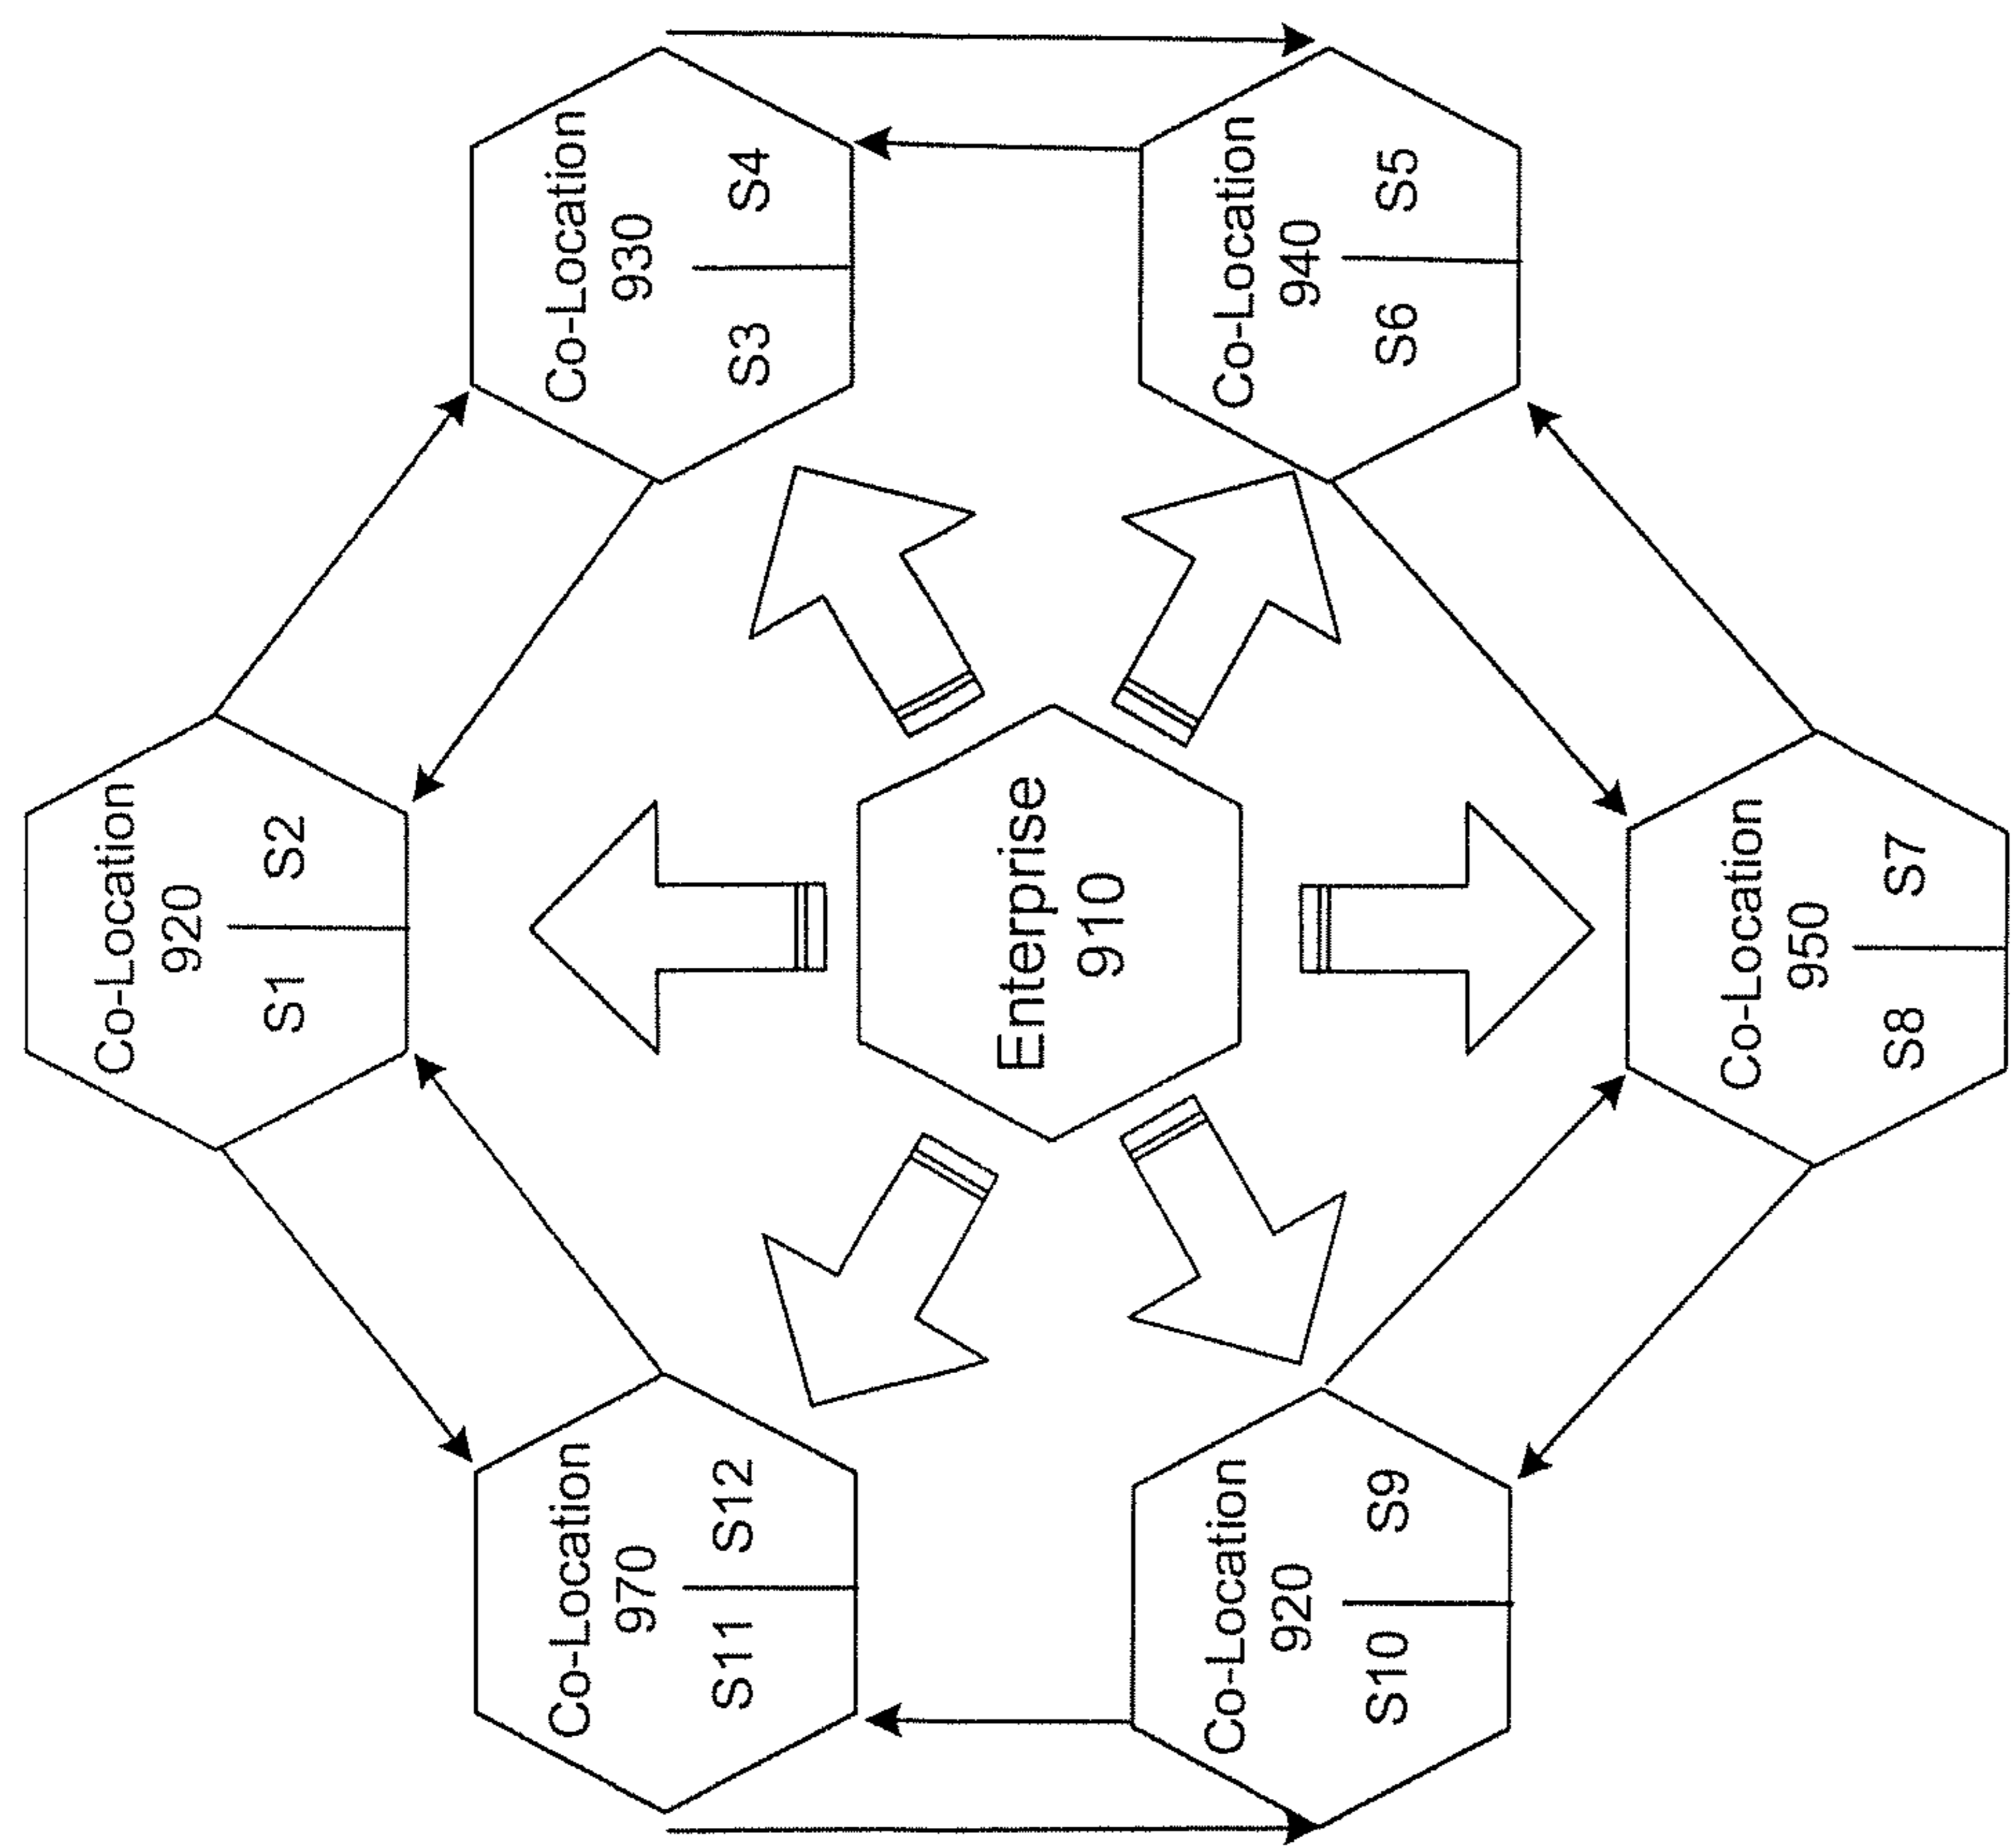 Co-Location
920
S1 S2
Co-Location
970
S11 S12
Co-Location
930
S3 S4
Enterprise
910
Co-Location
920
S10 S9
Co-Location
940
S6 S5
Co-Location
950
S8 S7